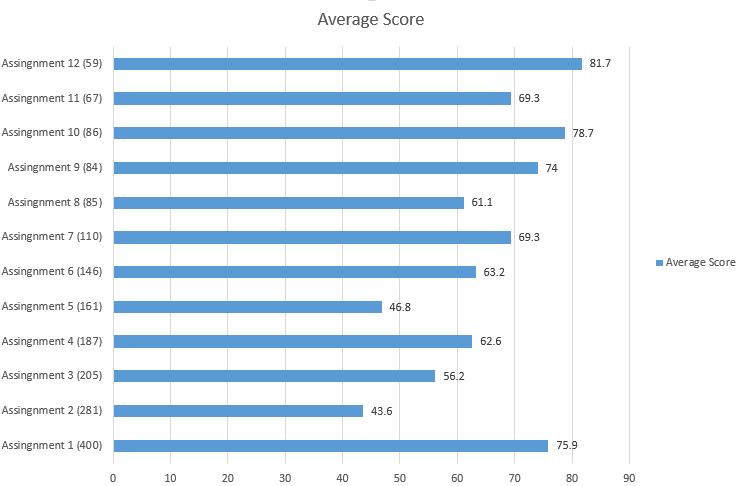 Average Score
Assingnment 12 (59) 81.7
Assingnment 11 (67) 69.3
Assingnment 10 (86) 78.7
Assingnment 9 (84) 74
Assingnment 8 (85) 61.1
Assingnment 7 (110) 69.3
Assingnment 6 (146) 63.2
Assingnment 5 (161) 46.8
Assingnment 4 (187) 62.6
Assingnment 3 (205) 56.2
Assingnment 2 (281) 43.6
Assingnment 1 (400) 75.9
0 10 20 30 40 50 60 70 80 90
Average Score